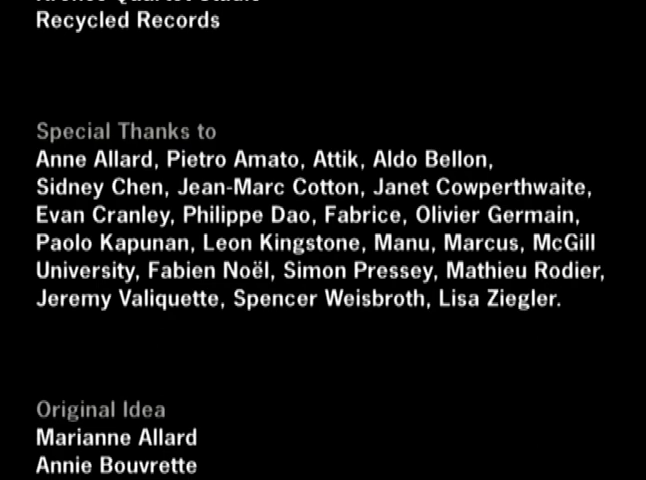 Recycled Records
Special Thanks to
Anne Allard, Pietro Amato, Attik, Aldo Bellon,
Sidney Chen, Jean-Marc Cotton, Janet Cowperthwaite,
Evan Cranley, Philippe Dao, Fabrice, Olivier Germain,
Paolo Kapunan, Leon Kingstone, Manu, Marcus, McGill
University, Fabien Noël, Simon Pressey, Mathieu Rodier,
Jeremy Valiquette, Spencer Weisbroth, Lisa Ziegler.
Original Idea
Marianne Allard
Annie Bouvrette